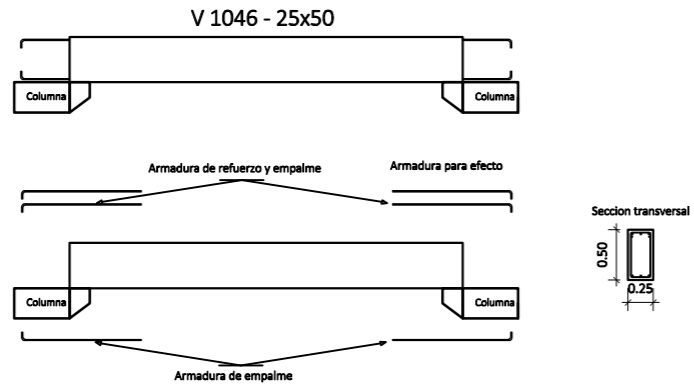 V 1046 - 25x50
Columna
Columna
Armadura de refuerzo y empalme
Armadura para efecto
Seccion transversal
0.50
0.25
Columna
Columna
Armadura de empalme